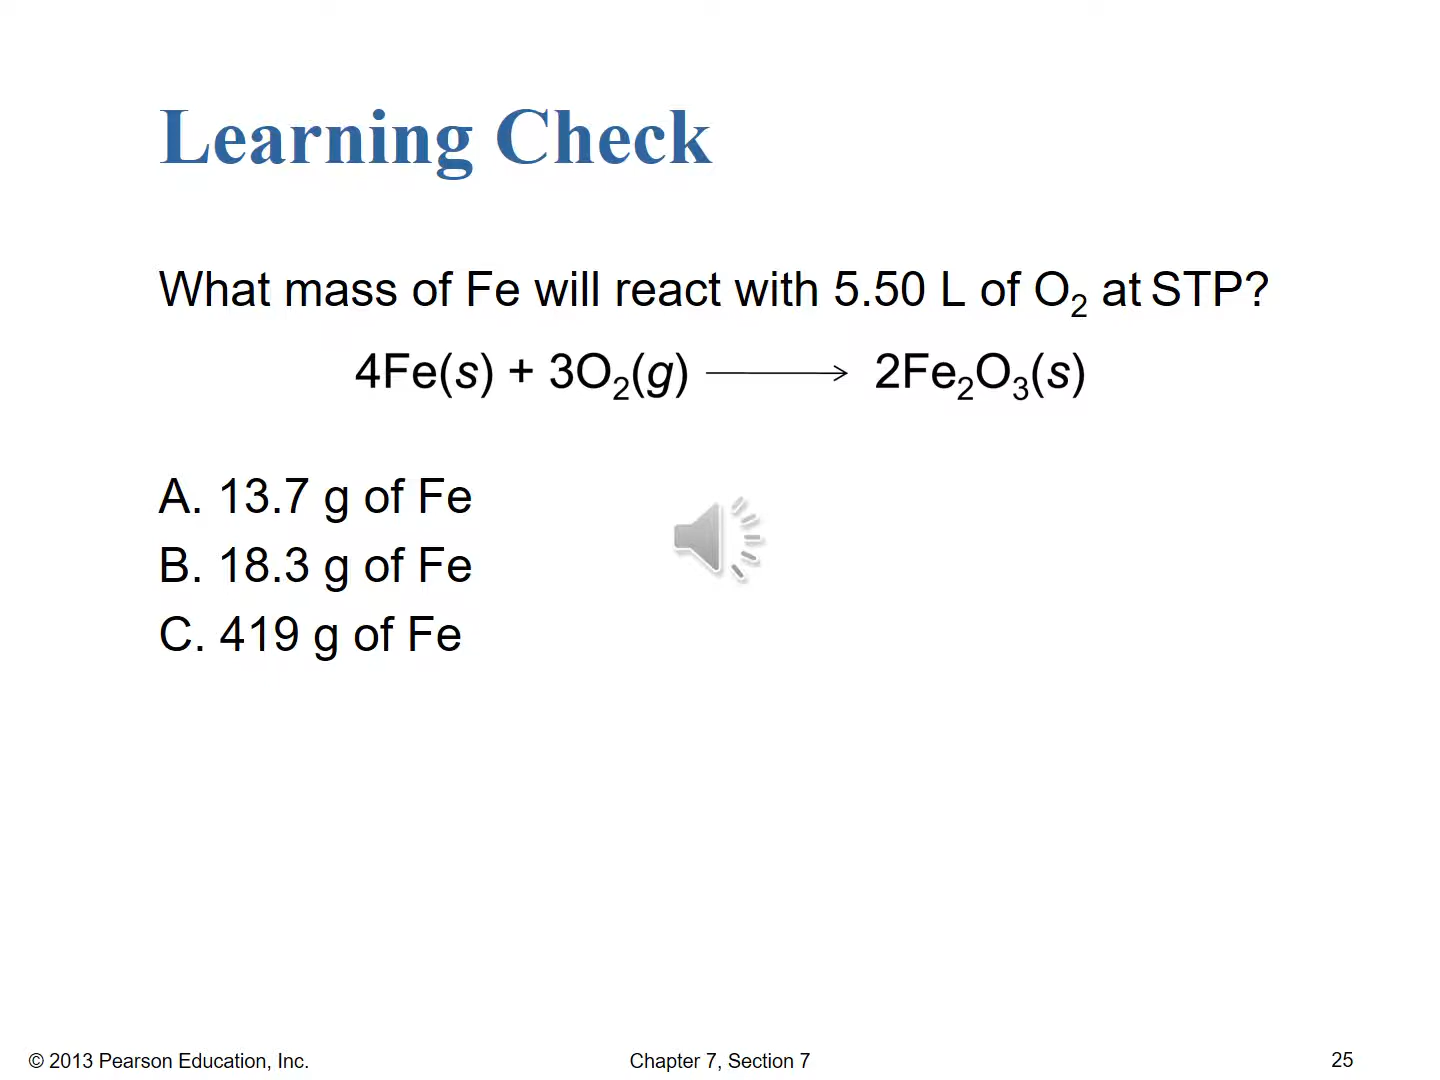 Learning Check
What mass of Fe will react with 5.50 L of O₂ at STP?
4Fe(s) + 3O₂(g) ⟶ 2Fe₂O₃(s)
A. 13.7 g of Fe
B. 18.3 g of Fe
C. 419 g of Fe
© 2013 Pearson Education, Inc. Chapter 7, Section 7 25